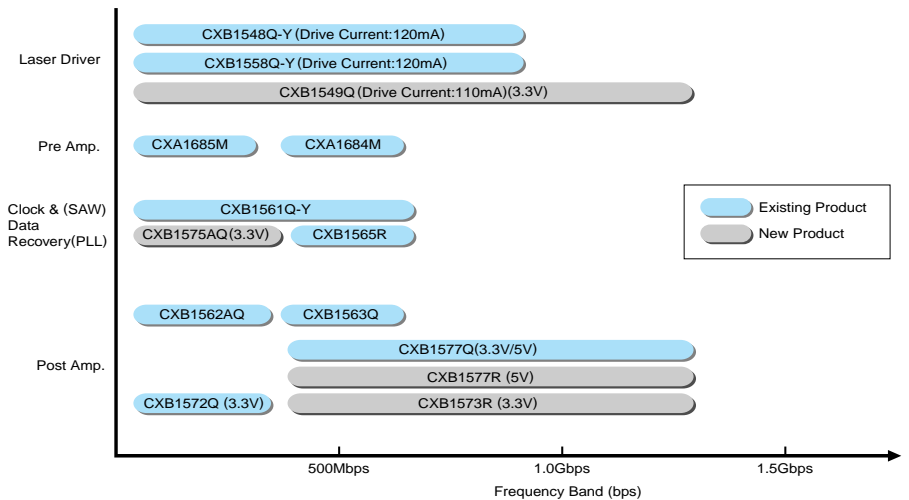 Laser Driver
CXB1548Q-Y (Drive Current:120mA)
CXB1558Q-Y (Drive Current:120mA)
CXB1549Q (Drive Current:110mA)(3.3V)
Pre Amp.
CXA1685M
CXA1684M
Clock & (SAW)
Data
Recovery(PLL)
CXB1561Q-Y
CXB1575AQ(3.3V)
CXB1565R
Existing Product
New Product
Post Amp.
CXB1562AQ
CXB1563Q
CXB1577Q(3.3V/5V)
CXB1577R (5V)
CXB1572Q (3.3V)
CXB1573R (3.3V)
500Mbps
1.0Gbps
1.5Gbps
Frequency Band (bps)